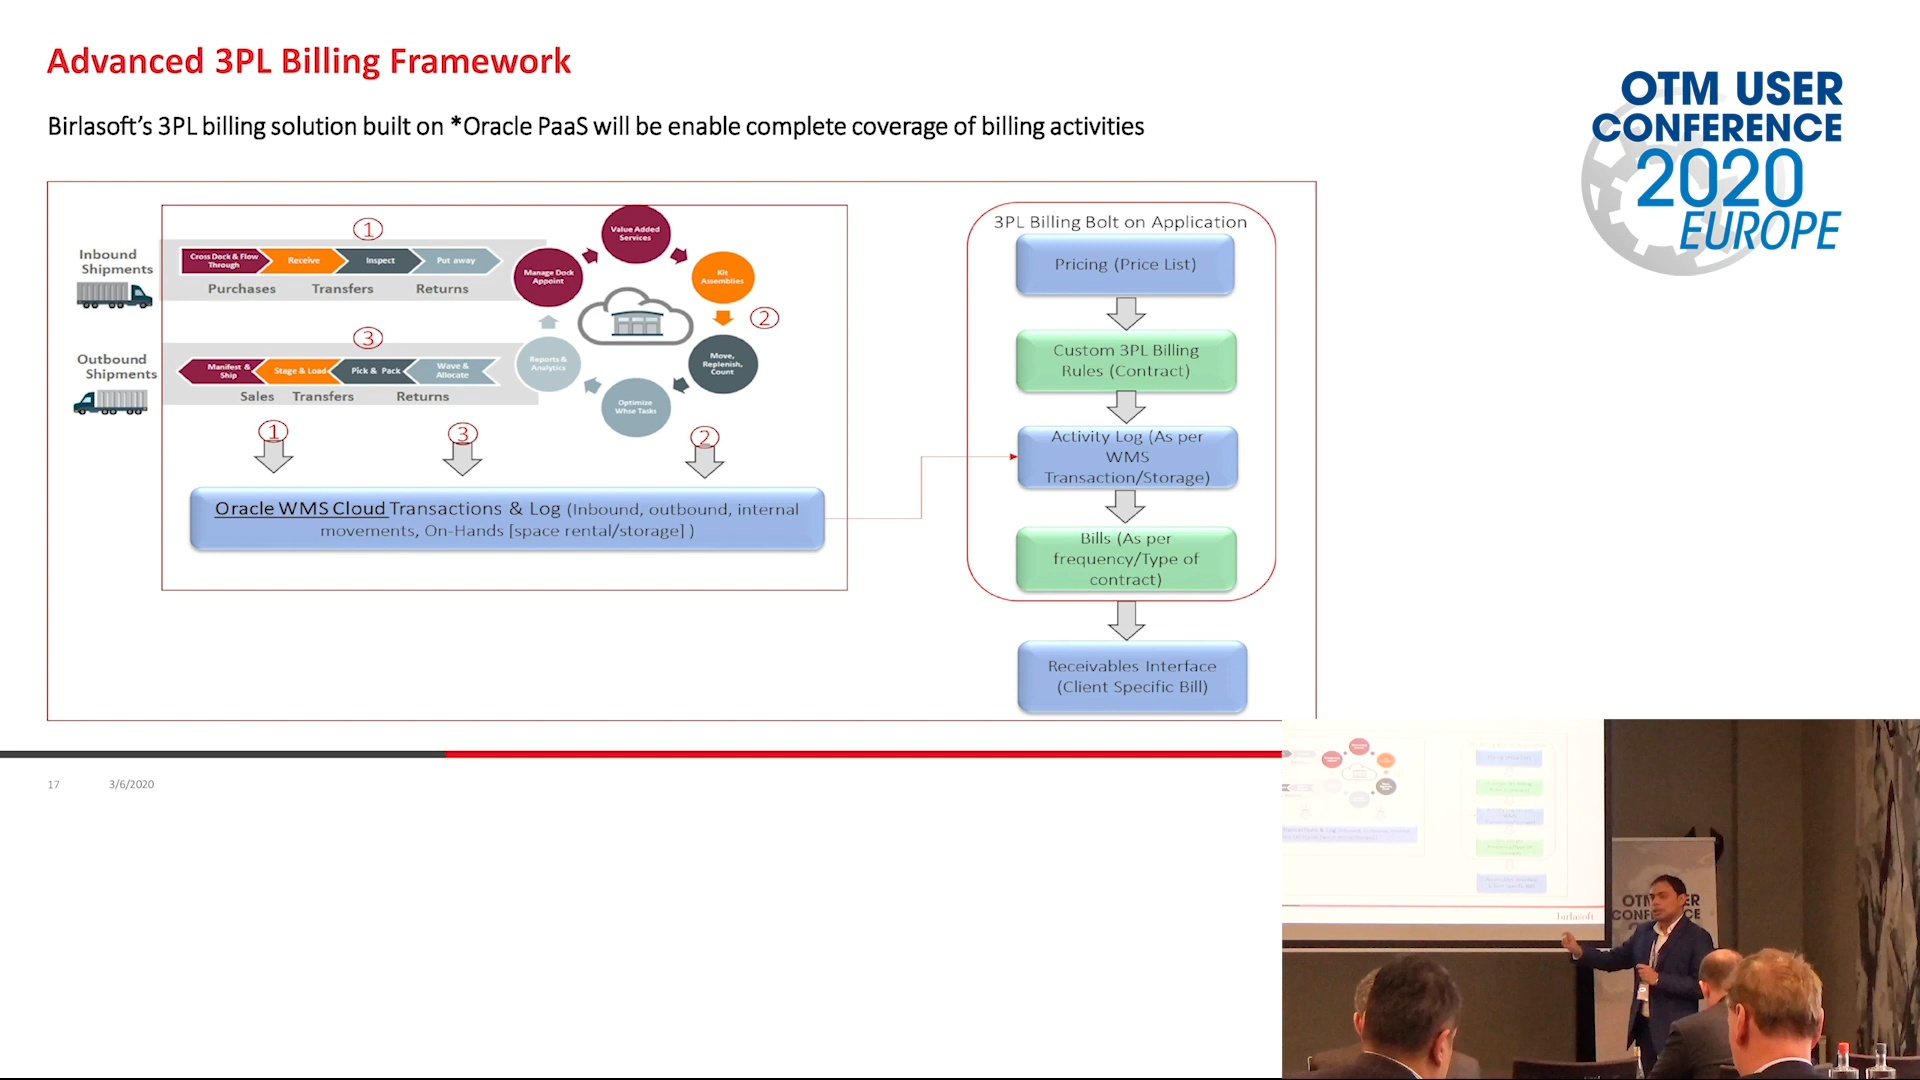 Advanced 3PL Billing Framework
Birlasoft’s 3PL billing solution built on *Oracle PaaS will be enable complete coverage of billing activities
OTM USER
CONFERENCE
2020
EUROPE
1
Inbound
Shipments
Cross Dock & Flow
Through
Receive
Inspect
Put away
Purchases
Transfers
Returns
3
Outbound
Shipments
Manifest &
Ship
Stage & Load
Pick & Pack
Wave &
Allocate
Sales
Transfers
Returns
Value Added
Services
Kit
Assemblies
2
Move,
Replenish,
Count
Optimize
Whse Tasks
Reports &
Analytics
Manage Dock
Appoint
1
3
2
Oracle WMS Cloud Transactions & Log (Inbound, outbound, internal
movements, On-Hands [space rental/storage] )
3PL Billing Bolt on Application
Pricing (Price List)
Custom 3PL Billing
Rules (Contract)
Activity Log (As per
WMS
Transaction/Storage)
Bills (As per
frequency/Type of
contract)
Receivables Interface
(Client Specific Bill)
17
3/6/2020
birlasoft